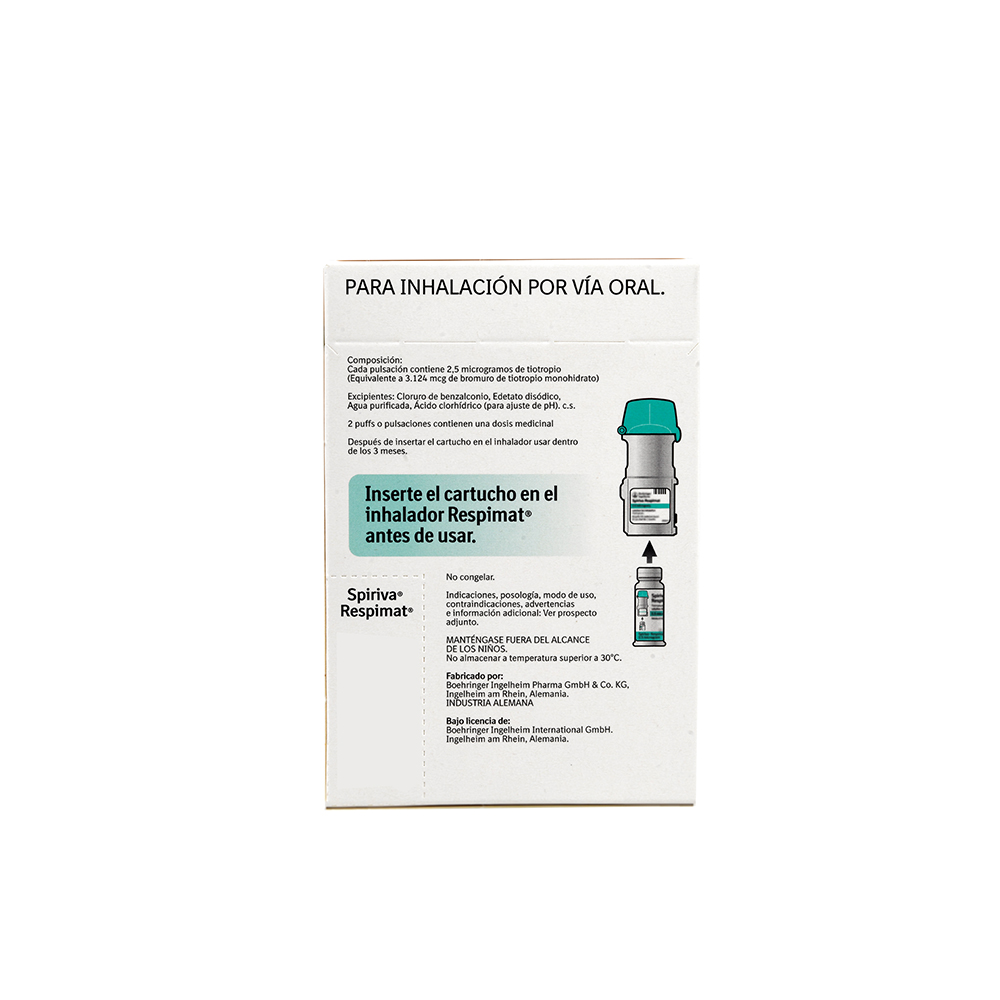 PARA INHALACIÓN POR VÍA ORAL.
Composición:
Cada pulsación contiene 2,5 microgramos de tiotropio
(Equivalente a 3.124 mcg de bromuro de tiotropio monohidrato)
Excipientes: Cloruro de benzalconio, Edetato disódico,
Agua purificada, Ácido clorhídrico (para ajuste de pH). c.s.
2 puffs o pulsaciones contienen una dosis medicinal
Después de insertar el cartucho en el inhalador usar dentro
de los 3 meses.
Inserte el cartucho en el
inhalador Respimat®
antes de usar.
Spiriva Respimat
Spiriva®
Respimat®
No congelar.
Indicaciones, posología, modo de uso,
contraindicaciones, advertencias
e información adicional: Ver prospecto
adjunto.
MANTÉNGASE FUERA DEL ALCANCE
DE LOS NIÑOS.
No almacenar a temperatura superior a 30°C.
Fabricado por:
Boehringer Ingelheim Pharma GmbH & Co. KG,
Ingelheim am Rhein, Alemania.
INDUSTRIA ALEMANA
Bajo licencia de:
Boehringer Ingelheim International GmbH.
Ingelheim am Rhein, Alemania.